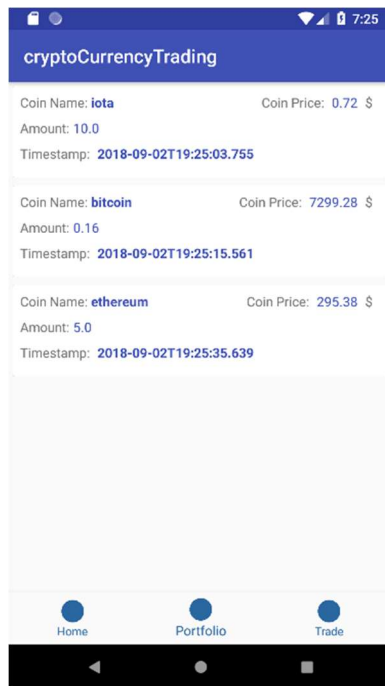 7:25
cryptoCurrencyTrading
Coin Name: iota Coin Price: 0.72 $
Amount: 10.0
Timestamp: 2018-09-02T19:25:03.755
Coin Name: bitcoin Coin Price: 7299.28 $
Amount: 0.16
Timestamp: 2018-09-02T19:25:15.561
Coin Name: ethereum Coin Price: 295.38 $
Amount: 5.0
Timestamp: 2018-09-02T19:25:35.639
Home Portfolio Trade